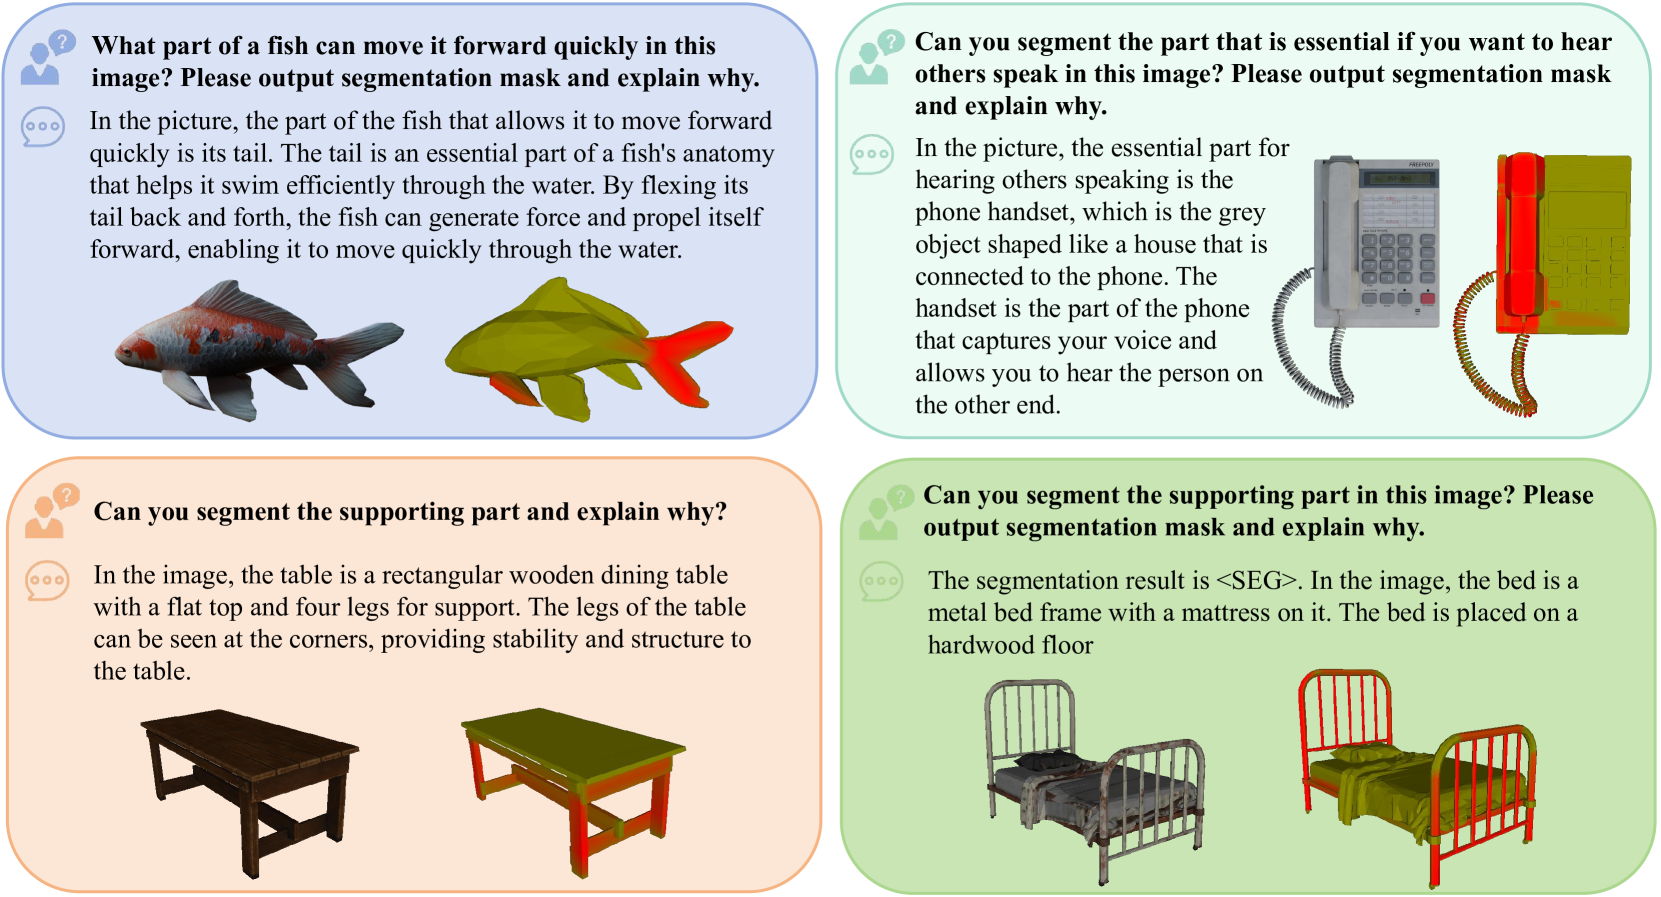 What part of a fish can move it forward quickly in this
image? Please output segmentation mask and explain why.
In the picture, the part of the fish that allows it to move forward
quickly is its tail. The tail is an essential part of a fish's anatomy
that helps it swim efficiently through the water. By flexing its
tail back and forth, the fish can generate force and propel itself
forward, enabling it to move quickly through the water.
Can you segment the part that is essential if you want to hear
others speak in this image? Please output segmentation mask
and explain why.
In the picture, the essential part for
hearing others speaking is the
phone handset, which is the grey
object shaped like a house that is
connected to the phone. The
handset is the part of the phone
that captures your voice and
allows you to hear the person on
the other end.
FREEPOLY
Can you segment the supporting part and explain why?
In the image, the table is a rectangular wooden dining table
with a flat top and four legs for support. The legs of the table
can be seen at the corners, providing stability and structure to
the table.
Can you segment the supporting part in this image? Please
output segmentation mask and explain why.
The segmentation result is <SEG>. In the image, the bed is a
metal bed frame with a mattress on it. The bed is placed on a
hardwood floor